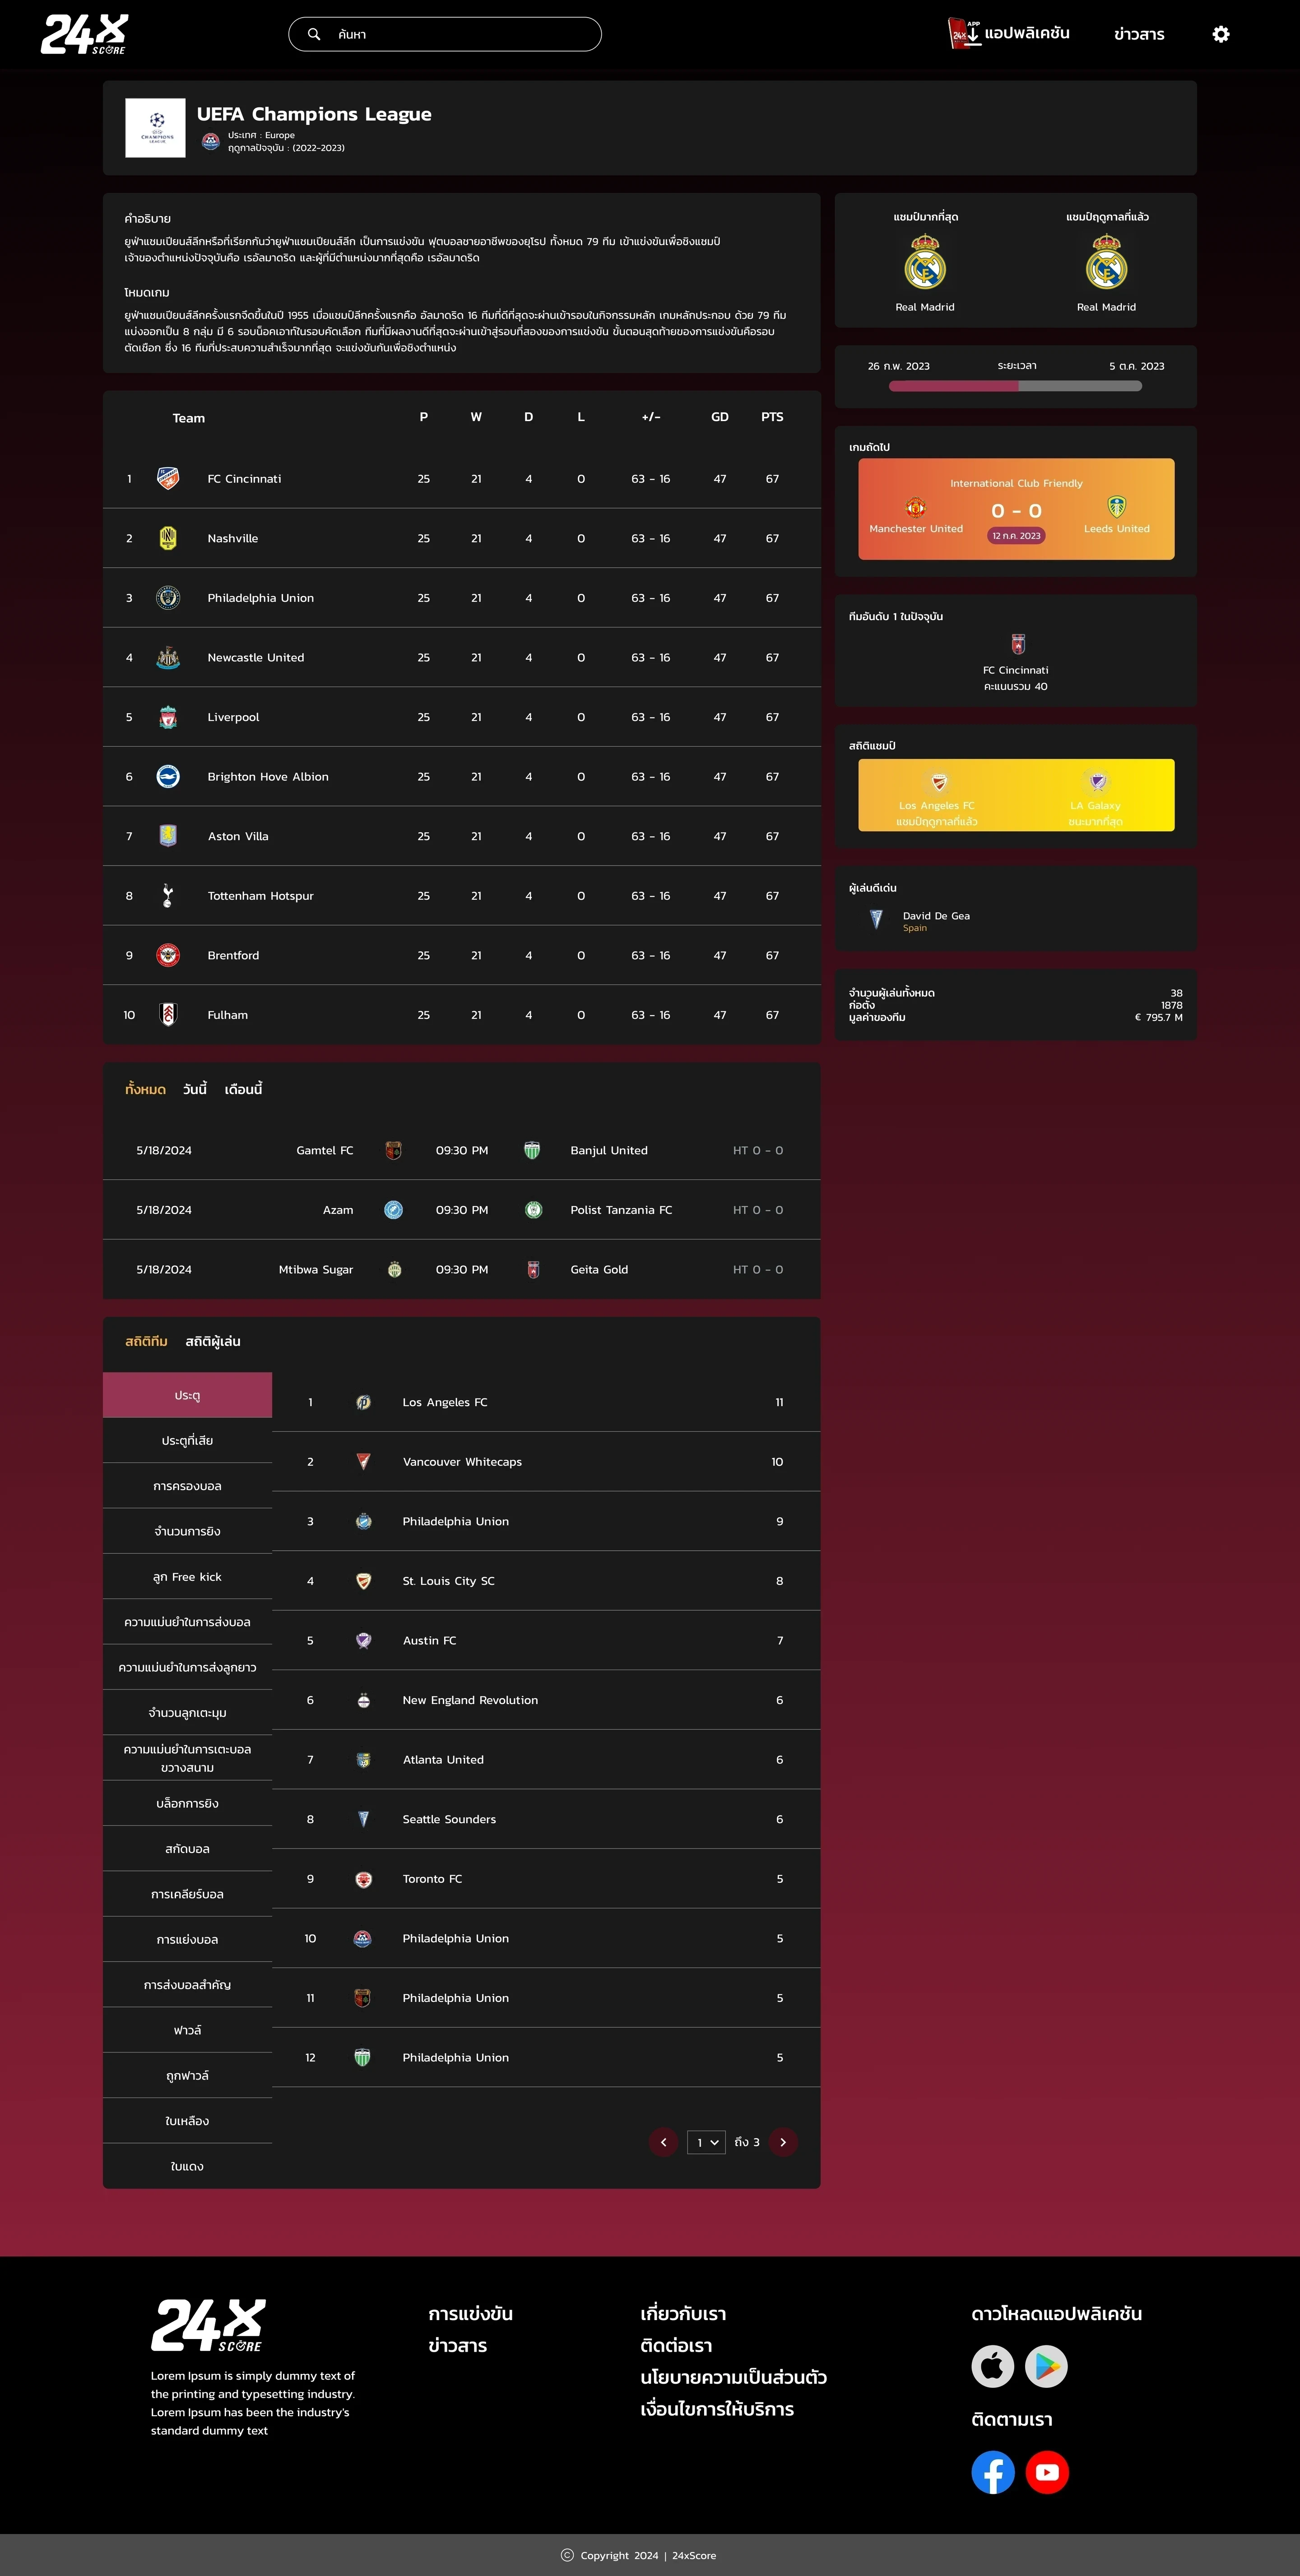 24X SCORE
ค้นหา
APP
24X
แอปพลิเคชัน
ข่าวสาร
UEFA Champions League
ประเทศ : Europe
ฤดูกาลปัจจุบัน : (2022-2023)
CHAMPIONS LEAGUE
คำอธิบาย
ยูฟ่าแชมเปียนส์ลีกหรือที่เรียกกันว่ายูฟ่าแชมเปียนส์ลีก เป็นการแข่งขัน ฟุตบอลชายอาชีพของยุโรป ทั้งหมด 79 ทีม เข้าแข่งขันเพื่อชิงแชมป์
เจ้าของตำแหน่งปัจจุบันคือ เรอัลมาดริด และผู้ที่มีตำแหน่งมากที่สุดคือ เรอัลมาดริด
โหมดเกม
ยูฟ่าแชมเปียนส์ลีกครั้งแรกจึดขึ้นในปี 1955 เมื่อแชมป์ลีกครั้งแรกคือ อัลมาดริด 16 ทีมที่ดีที่สุดจะผ่านเข้ารอบในกิจกรรมหลัก เกมหลักประกอบ ด้วย 79 ทีม
แบ่งออกเป็น 8 กลุ่ม มี 6 รอบน็อคเอาท์ในรอบคัดเลือก ทีมที่มีผลงานดีที่สุดจะผ่านเข้าสู่รอบที่สองของการแข่งขัน ขั้นตอนสุดท้ายของการแข่งขันคือรอบ
ตัดเชือก ซึ่ง 16 ทีมที่ประสบความสำเร็จมากที่สุด จะแข่งขันกันเพื่อชิงตำแหน่ง
แชมป์มากที่สุด
แชมป์ฤดูกาลที่แล้ว
Real Madrid
Real Madrid
26 ก.พ. 2023
ระยะเวลา
5 ต.ค. 2023
เกมถัดไป
International Club Friendly
Manchester United
0 - 0
Leeds United
12 ก.ค. 2023
ทีมอันดับ 1 ในปัจจุบัน
FC Cincinnati
คะแนนรวม 40
สถิติแชมป์
Los Angeles FC
แชมป์ฤดูกาลที่แล้ว
LA Galaxy
ชนะมากที่สุด
ผู้เล่นดีเด่น
David De Gea
Spain
จำนวนผู้เล่นทั้งหมด 38
ก่อตั้ง 1878
มูลค่าของทีม € 795.7 M
Team P W D L +/- GD PTS
1 FC Cincinnati 25 21 4 0 63 - 16 47 67
2 Nashville 25 21 4 0 63 - 16 47 67
3 Philadelphia Union 25 21 4 0 63 - 16 47 67
4 Newcastle United 25 21 4 0 63 - 16 47 67
5 Liverpool 25 21 4 0 63 - 16 47 67
6 Brighton Hove Albion 25 21 4 0 63 - 16 47 67
7 Aston Villa 25 21 4 0 63 - 16 47 67
8 Tottenham Hotspur 25 21 4 0 63 - 16 47 67
9 Brentford 25 21 4 0 63 - 16 47 67
10 Fulham 25 21 4 0 63 - 16 47 67
ทั้งหมด วันนี้ เดือนนี้
5/18/2024 Gamtel FC 09:30 PM Banjul United HT 0 - 0
5/18/2024 Azam 09:30 PM Polist Tanzania FC HT 0 - 0
5/18/2024 Mtibwa Sugar 09:30 PM Geita Gold HT 0 - 0
สถิติทีม สถิติผู้เล่น
ประตู
ประตูที่เสีย
การครองบอล
จำนวนการยิง
ลูก Free kick
ความแม่นยำในการส่งบอล
ความแม่นยำในการส่งลูกยาว
จำนวนลูกเตะมุม
ความแม่นยำในการเตะบอล
ขวางสนาม
บล็อกการยิง
สกัดบอล
การเคลียร์บอล
การแย่งบอล
การส่งบอลสำคัญ
ฟาวล์
ถูกฟาวล์
ใบเหลือง
ใบแดง
1 Los Angeles FC 11
2 Vancouver Whitecaps 10
3 Philadelphia Union 9
4 St. Louis City SC 8
5 Austin FC 7
6 New England Revolution 6
7 Atlanta United 6
8 Seattle Sounders 6
9 Toronto FC 5
10 Philadelphia Union 5
11 Philadelphia Union 5
12 Philadelphia Union 5
1 ถึง 3
24X SCORE
Lorem Ipsum is simply dummy text of
the printing and typesetting industry.
Lorem Ipsum has been the industry's
standard dummy text
การแข่งขัน
ข่าวสาร
เกี่ยวกับเรา
ติดต่อเรา
นโยบายความเป็นส่วนตัว
เงื่อนไขการให้บริการ
ดาวโหลดแอปพลิเคชัน
ติดตามเรา
© Copyright 2024 | 24xScore